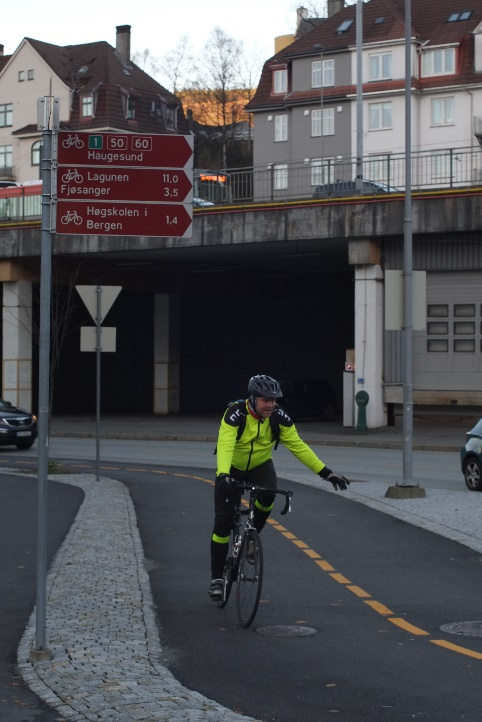 1 50 60
Haugesund
Lagunen 11.0
Fjøsanger 3.5
Høgskolen i
Bergen 1,4